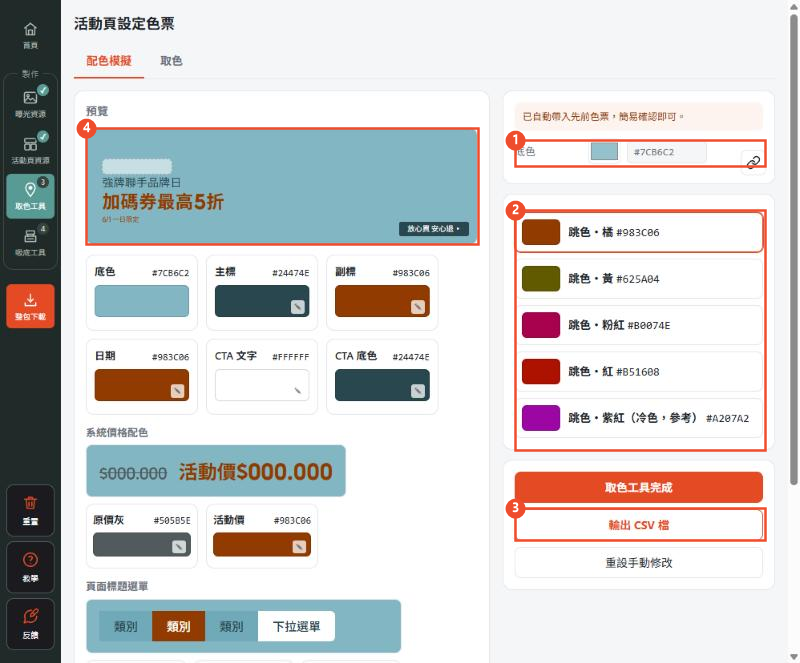 活動頁設定色票
配色模擬
取色
首頁
製作
曝光資源
活動頁資源
3
取色工具
4
吸底工具
整包下載
重置
教學
反饋
預覽
4
強牌聯手品牌日
加碼券最高5折
6/1一日限定
放心買 安心退
底色 #7CB6C2
主標 #24474E
副標 #983C06
日期 #983C06
CTA 文字 #FFFFFF
CTA 底色 #24474E
系統價格配色
$000.000 活動價$000.000
原價灰 #505B5E
活動價 #983C06
頁面標題選單
類別
類別
類別
下拉選單
已自動帶入先前色票，簡易確認即可。
1
底色 #7CB6C2
2
跳色・橘 #983C06
跳色・黃 #625A04
跳色・粉紅 #B0074E
跳色・紅 #B51608
跳色・紫紅（冷色，參考） #A207A2
取色工具完成
3
輸出 CSV 檔
重設手動修改